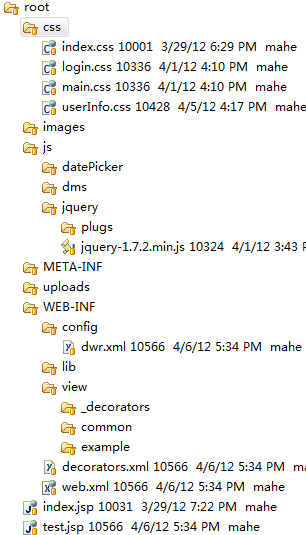 root
css
index.css 10001 3/29/12 6:29 PM mahe
login.css 10336 4/1/12 4:10 PM mahe
main.css 10336 4/1/12 4:10 PM mahe
userInfo.css 10428 4/5/12 4:17 PM mahe
images
js
datePicker
dms
jquery
plugs
jquery-1.7.2.min.js 10324 4/1/12 3:43 P
META-INF
uploads
WEB-INF
config
dwr.xml 10566 4/6/12 5:34 PM mahe
lib
view
_decorators
common
example
decorators.xml 10566 4/6/12 5:34 PM ma
web.xml 10566 4/6/12 5:34 PM mahe
index.jsp 10031 3/29/12 7:22 PM mahe
test.jsp 10566 4/6/12 5:34 PM mahe